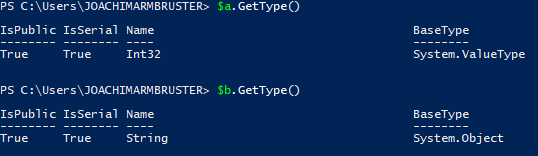 PS C:\Users\JOACHIMARMBRUSTER> $a.GetType()
IsPublic IsSerial Name                                     BaseType
-------- -------- ----                                     --------
True     True     Int32                                    System.ValueType
PS C:\Users\JOACHIMARMBRUSTER> $b.GetType()
IsPublic IsSerial Name                                     BaseType
-------- -------- ----                                     --------
True     True     String                                   System.Object